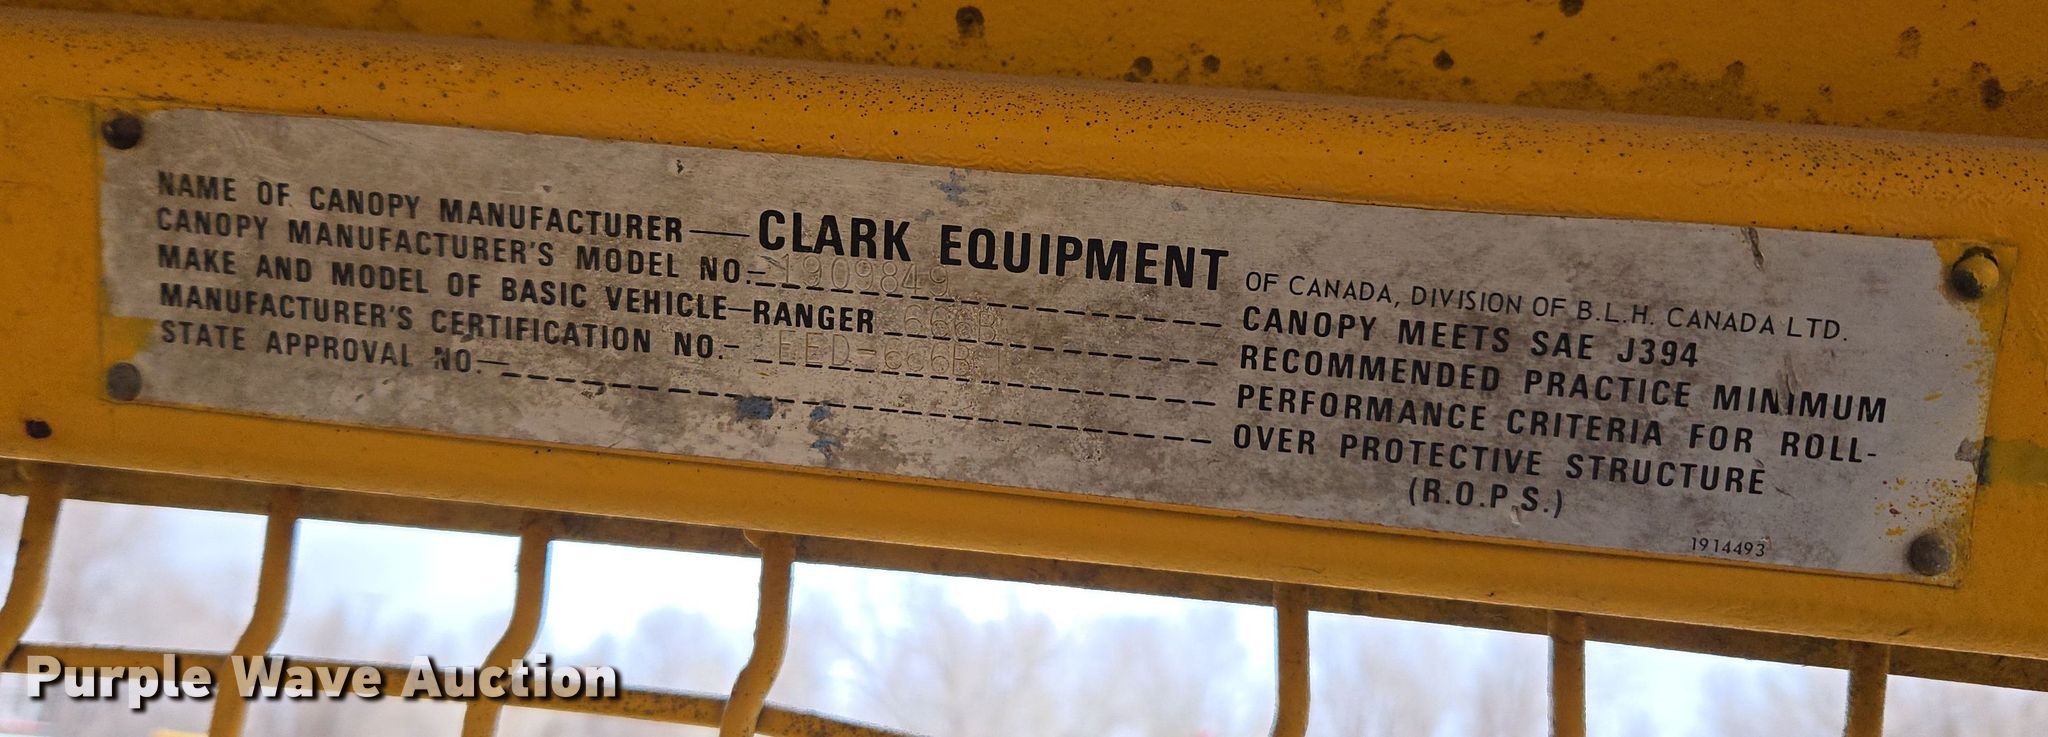 NAME OF CANOPY MANUFACTURER—CLARK EQUIPMENT OF CANADA, DIVISION OF B.L.H. CANADA LTD.
CANOPY MANUFACTURER'S MODEL NO.- 1909849
MAKE AND MODEL OF BASIC VEHICLE—RANGER 666B
MANUFACTURER'S CERTIFICATION NO.-
STATE APPROVAL NO.—
CANOPY MEETS SAE J394
RECOMMENDED PRACTICE MINIMUM
PERFORMANCE CRITERIA FOR ROLL-
OVER PROTECTIVE STRUCTURE
(R.O.P.S.)
1914493
Purple Wave Auction